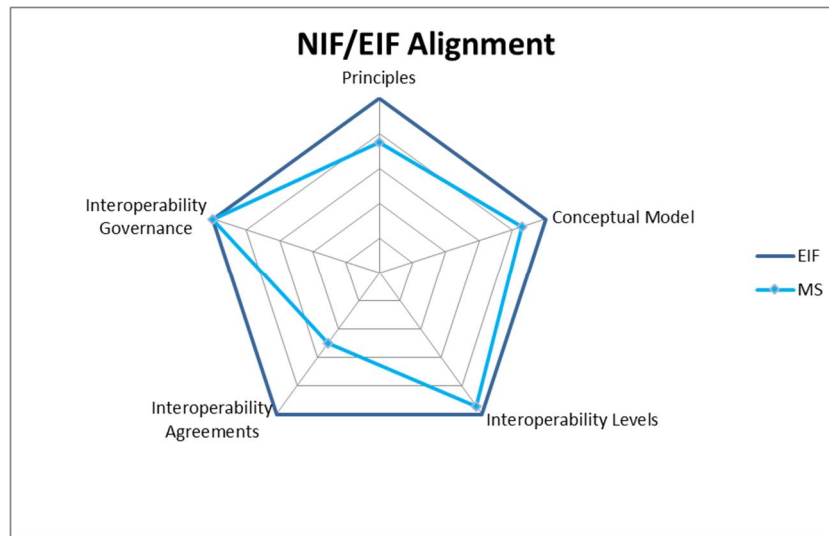 NIF/EIF Alignment
Principles
Interoperability
Governance
Conceptual Model
EIF
MS
Interoperability
Agreements
Interoperability Levels